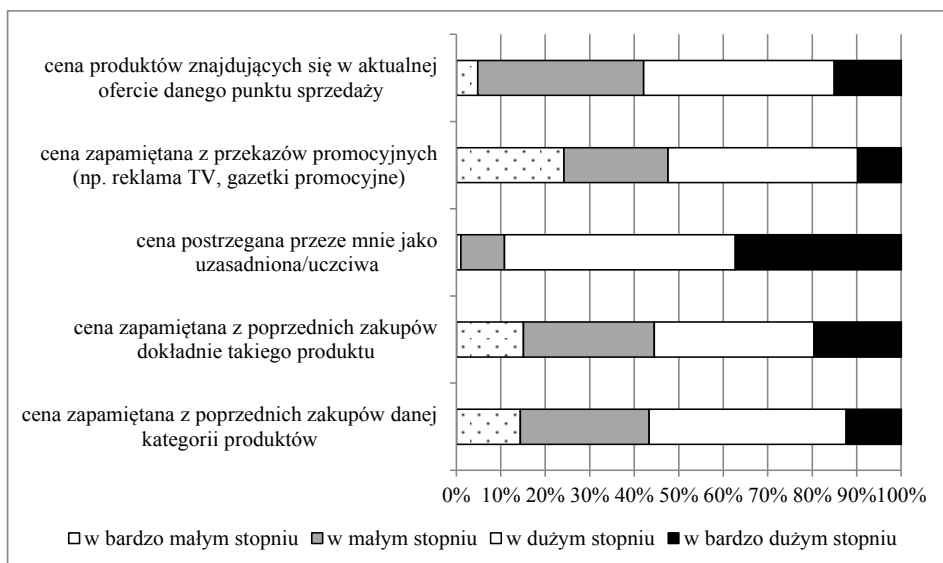 cena produktów znajdujących się w aktualnej
ofercie danego punktu sprzedaży
cena zapamiętana z przekazów promocyjnych
(np. reklama TV, gazetki promocyjne)
cena postrzegana przeze mnie jako
uzasadniona/uczciwa
cena zapamiętana z poprzednich zakupów
dokładnie takiego produktu
cena zapamiętana z poprzednich zakupów danej
kategorii produktów
0% 10% 20% 30% 40% 50% 60% 70% 80% 90% 100%
w bardzo małym stopniu w małym stopniu w dużym stopniu w bardzo dużym stopniu